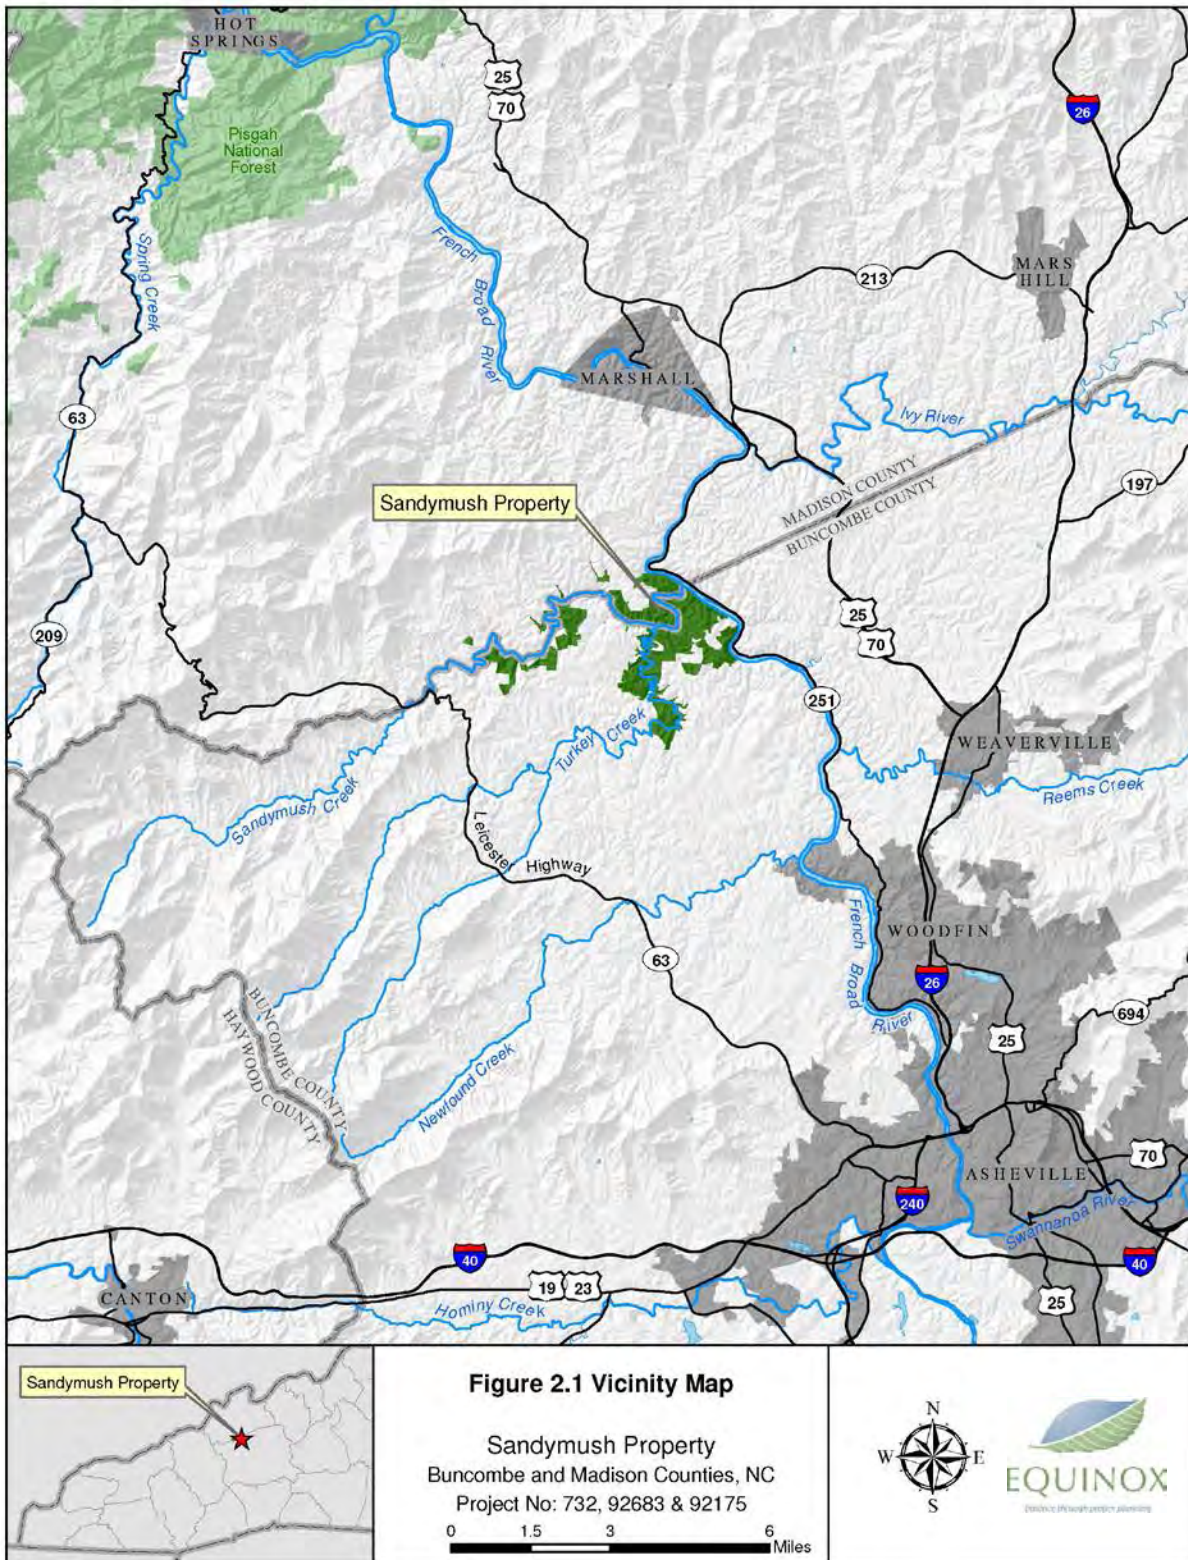 HOT
SPRINGS
25
70
26
Pisgah
National
Forest
Spring Creek
French
Broad
River
213
MARS
HILL
MARSHALL
63
Ivy River
MADISON COUNTY
BUNCOMBE COUNTY
197
Sandymush Property
25
70
209
251
Turkey Creek
WEAVERVILLE
Reems Creek
Sandymush Creek
Leicester Highway
French
Broad
River
WOODFIN
63
26
694
25
BUNCOMBE COUNTY
HAYWOOD COUNTY
Newfound Creek
70
ASHEVILLE
240
Swannanoa River
40
40
19 23
CANTON
Hominy Creek
25
Sandymush Property
Figure 2.1 Vicinity Map
Sandymush Property
Buncombe and Madison Counties, NC
Project No: 732, 92683 & 92175
0 1.5 3 6
Miles
N
W E
S
EQUINOX
balance through proper planning